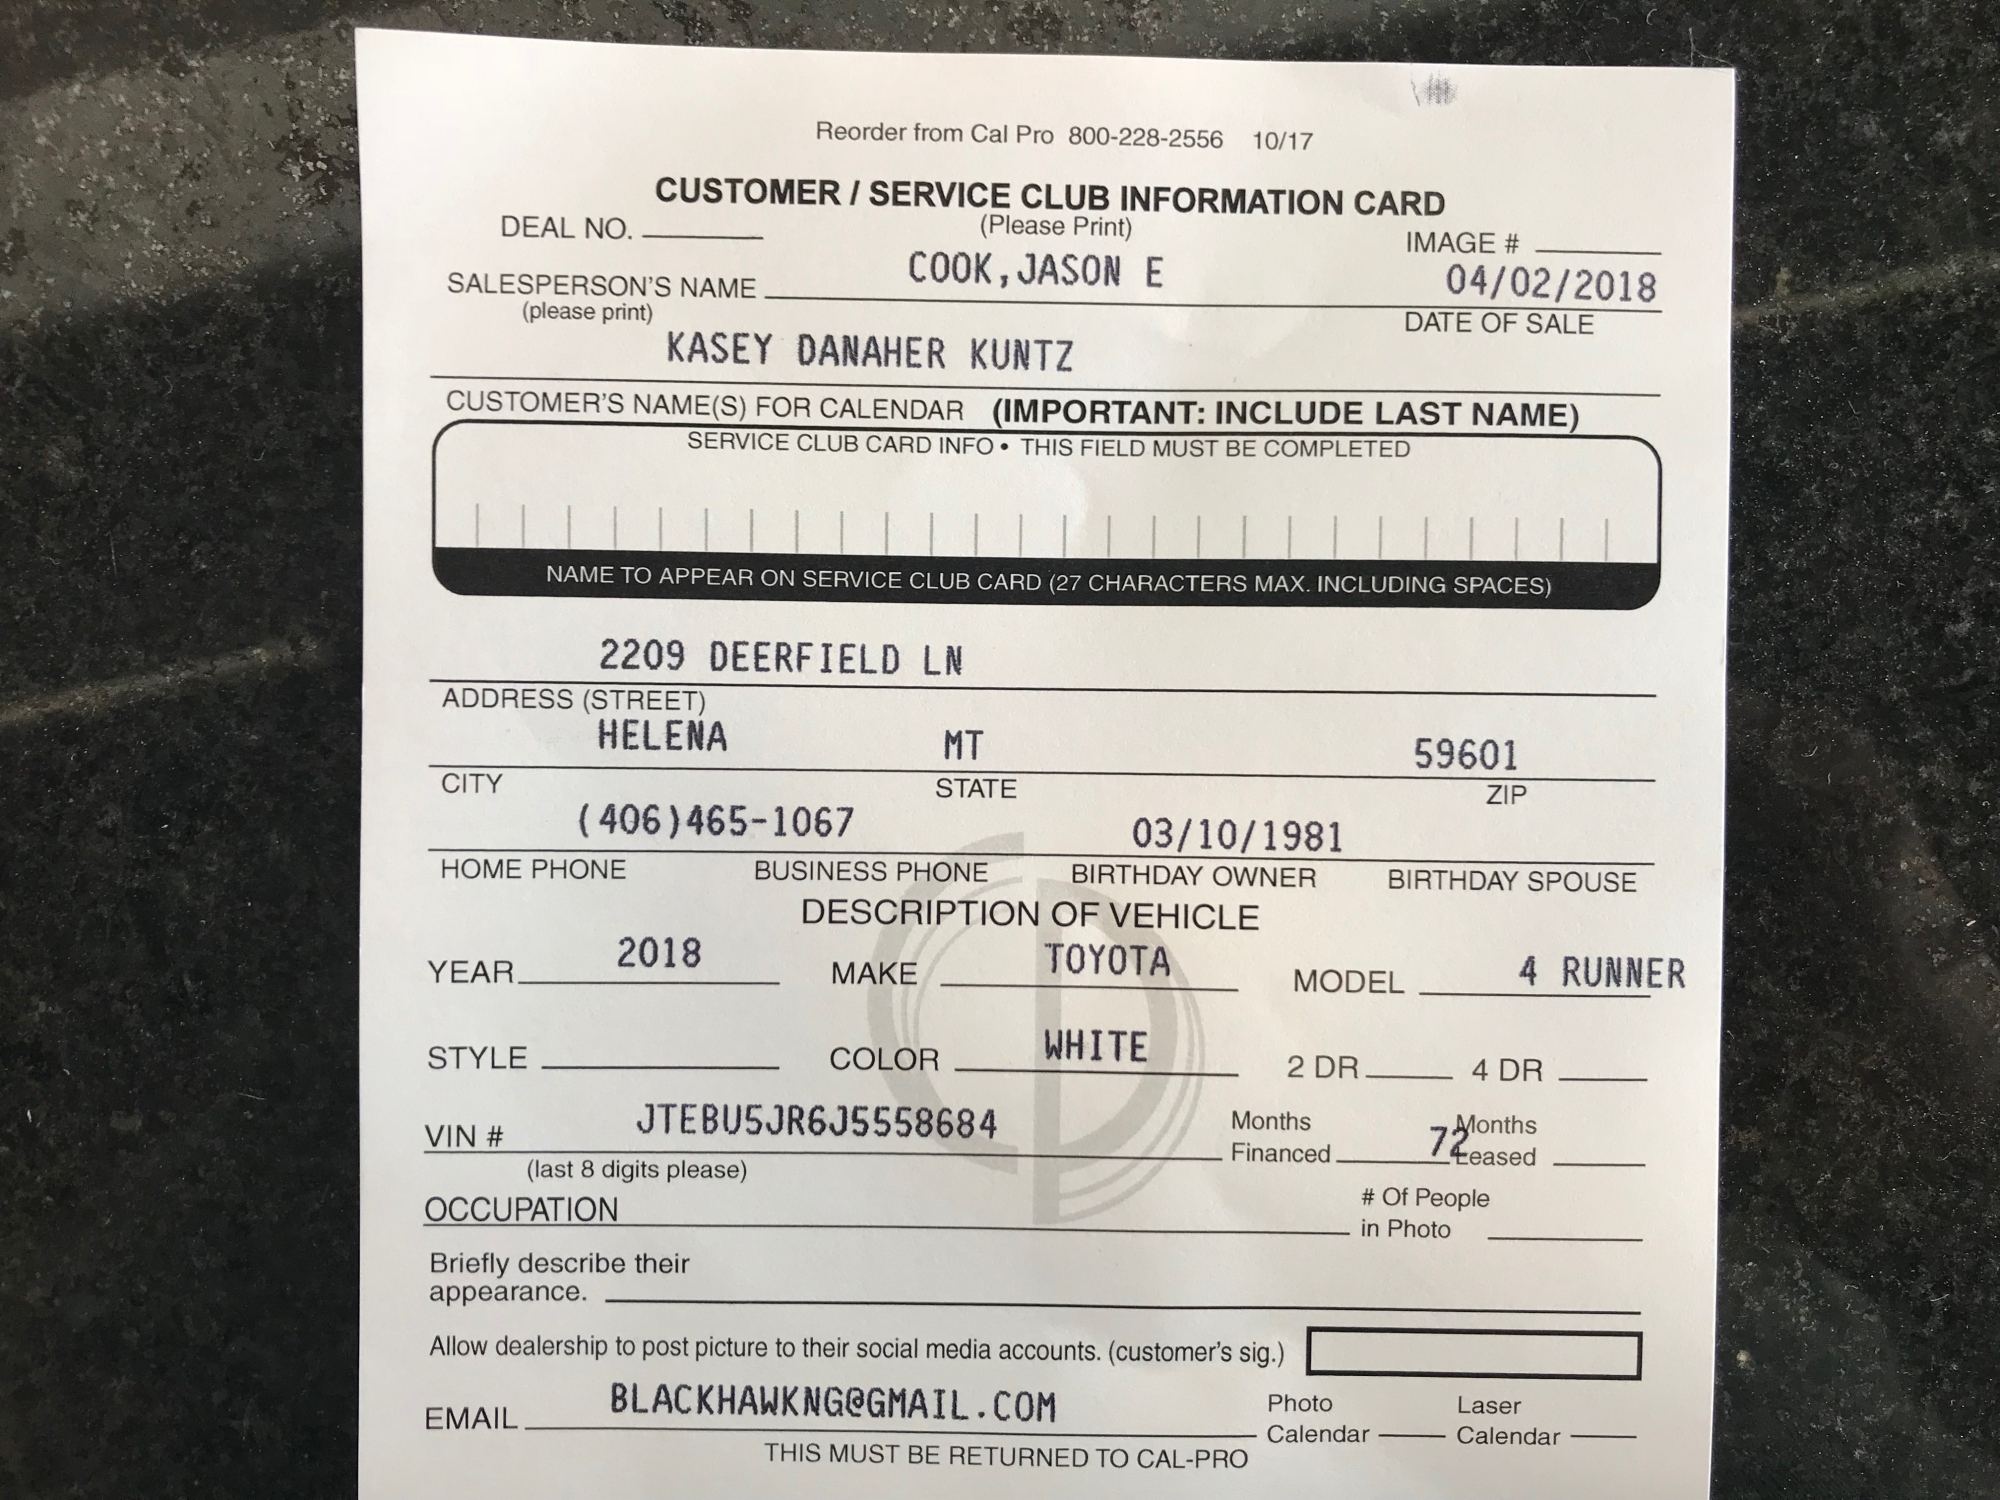 Reorder from Cal Pro 800-228-2556 10/17
CUSTOMER / SERVICE CLUB INFORMATION CARD
(Please Print)
DEAL NO. IMAGE #
SALESPERSON'S NAME COOK,JASON E 04/02/2018
(please print) DATE OF SALE
KASEY DANAHER KUNTZ
CUSTOMER'S NAME(S) FOR CALENDAR (IMPORTANT: INCLUDE LAST NAME)
SERVICE CLUB CARD INFO • THIS FIELD MUST BE COMPLETED
NAME TO APPEAR ON SERVICE CLUB CARD (27 CHARACTERS MAX. INCLUDING SPACES)
2209 DEERFIELD LN
ADDRESS (STREET)
HELENA MT 59601
CITY STATE ZIP
(406)465-1067 03/10/1981
HOME PHONE BUSINESS PHONE BIRTHDAY OWNER BIRTHDAY SPOUSE
DESCRIPTION OF VEHICLE
YEAR 2018 MAKE TOYOTA MODEL 4 RUNNER
STYLE COLOR WHITE 2 DR 4 DR
VIN # JTEBU5JR6J5558684 Months Financed 72 Months Leased
(last 8 digits please)
OCCUPATION # Of People in Photo
Briefly describe their
appearance.
Allow dealership to post picture to their social media accounts. (customer's sig.)
EMAIL BLACKHAWKNG@GMAIL.COM Photo Calendar Laser Calendar
THIS MUST BE RETURNED TO CAL-PRO